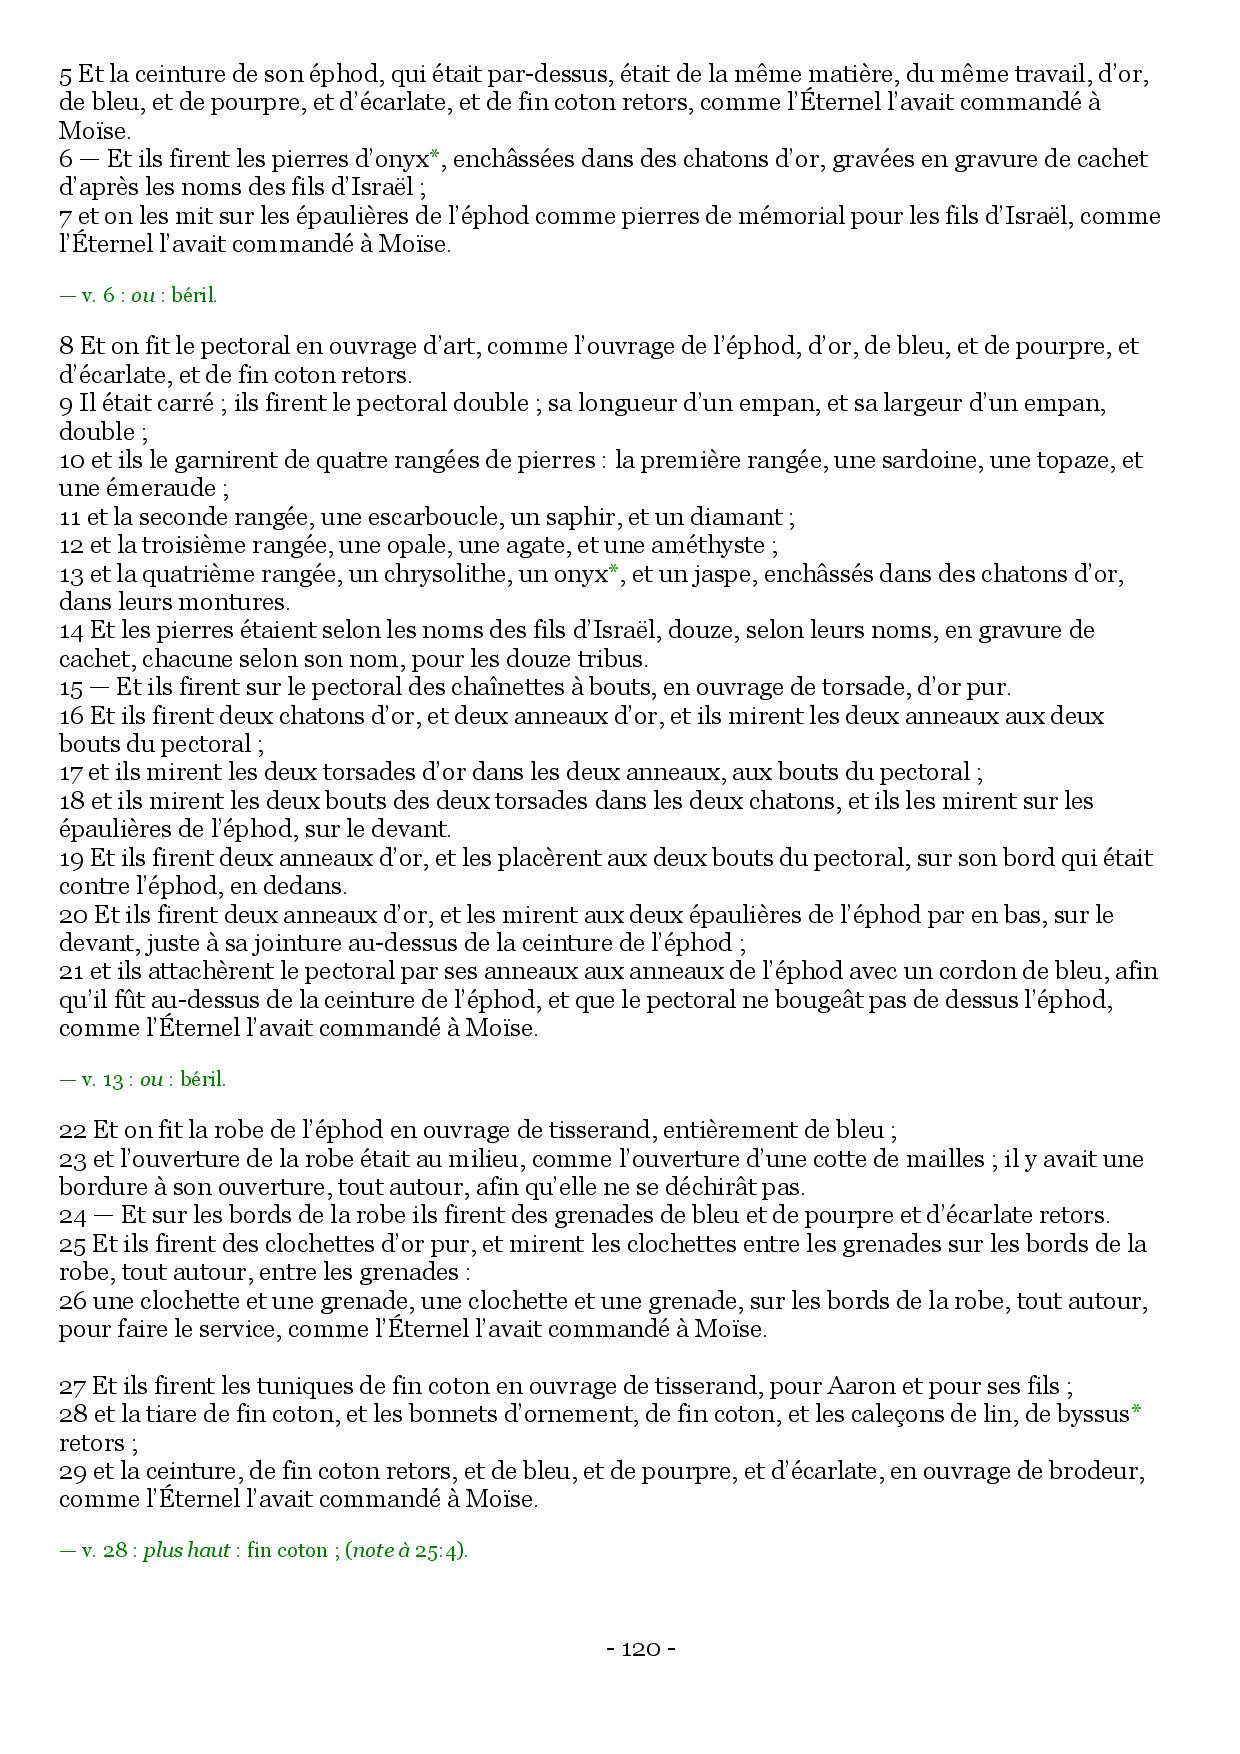 5 Et la ceinture de son éphod, qui était par-dessus, était de la même matière, du même travail, d’or,
de bleu, et de pourpre, et d’écarlate, et de fin coton retors, comme l’Éternel l’avait commandé à
Moïse.
6 — Et ils firent les pierres d’onyx*, enchâssées dans des chatons d’or, gravées en gravure de cachet
d’après les noms des fils d’Israël ;
7 et on les mit sur les épaulières de l’éphod comme pierres de mémorial pour les fils d’Israël, comme
l’Éternel l’avait commandé à Moïse.
— v. 6 : ou : béril.
8 Et on fit le pectoral en ouvrage d’art, comme l’ouvrage de l’éphod, d’or, de bleu, et de pourpre, et
d’écarlate, et de fin coton retors.
9 Il était carré ; ils firent le pectoral double ; sa longueur d’un empan, et sa largeur d’un empan,
double ;
10 et ils le garnirent de quatre rangées de pierres : la première rangée, une sardoine, une topaze, et
une émeraude ;
11 et la seconde rangée, une escarboucle, un saphir, et un diamant ;
12 et la troisième rangée, une opale, une agate, et une améthyste ;
13 et la quatrième rangée, un chrysolithe, un onyx*, et un jaspe, enchâssés dans des chatons d’or,
dans leurs montures.
14 Et les pierres étaient selon les noms des fils d’Israël, douze, selon leurs noms, en gravure de
cachet, chacune selon son nom, pour les douze tribus.
15 — Et ils firent sur le pectoral des chaînettes à bouts, en ouvrage de torsade, d’or pur.
16 Et ils firent deux chatons d’or, et deux anneaux d’or, et ils mirent les deux anneaux aux deux
bouts du pectoral ;
17 et ils mirent les deux torsades d’or dans les deux anneaux, aux bouts du pectoral ;
18 et ils mirent les deux bouts des deux torsades dans les deux chatons, et ils les mirent sur les
épaulières de l’éphod, sur le devant.
19 Et ils firent deux anneaux d’or, et les placèrent aux deux bouts du pectoral, sur son bord qui était
contre l’éphod, en dedans.
20 Et ils firent deux anneaux d’or, et les mirent aux deux épaulières de l’éphod par en bas, sur le
devant, juste à sa jointure au-dessus de la ceinture de l’éphod ;
21 et ils attachèrent le pectoral par ses anneaux aux anneaux de l’éphod avec un cordon de bleu, afin
qu’il fût au-dessus de la ceinture de l’éphod, et que le pectoral ne bougeât pas de dessus l’éphod,
comme l’Éternel l’avait commandé à Moïse.
— v. 13 : ou : béril.
22 Et on fit la robe de l’éphod en ouvrage de tisserand, entièrement de bleu ;
23 et l’ouverture de la robe était au milieu, comme l’ouverture d’une cotte de mailles ; il y avait une
bordure à son ouverture, tout autour, afin qu’elle ne se déchirât pas.
24 — Et sur les bords de la robe ils firent des grenades de bleu et de pourpre et d’écarlate retors.
25 Et ils firent des clochettes d’or pur, et mirent les clochettes entre les grenades sur les bords de la
robe, tout autour, entre les grenades :
26 une clochette et une grenade, une clochette et une grenade, sur les bords de la robe, tout autour,
pour faire le service, comme l’Éternel l’avait commandé à Moïse.
27 Et ils firent les tuniques de fin coton en ouvrage de tisserand, pour Aaron et pour ses fils ;
28 et la tiare de fin coton, et les bonnets d’ornement, de fin coton, et les caleçons de lin, de byssus*
retors ;
29 et la ceinture, de fin coton retors, et de bleu, et de pourpre, et d’écarlate, en ouvrage de brodeur,
comme l’Éternel l’avait commandé à Moïse.
— v. 28 : plus haut : fin coton ; (note à 25:4).
- 120 -